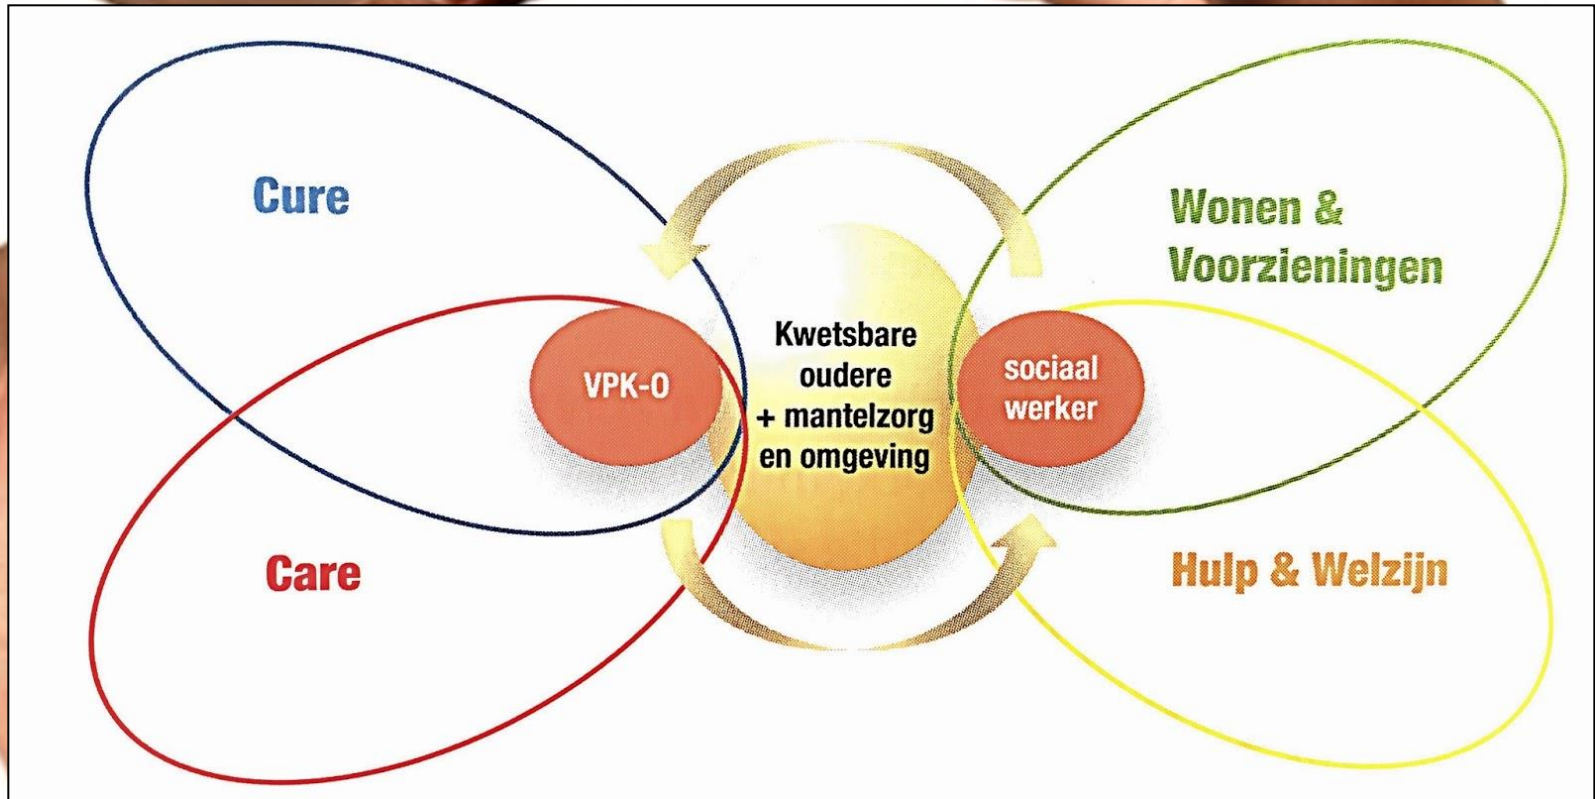 Cure
Wonen &
Voorzieningen
VPK-O
Kwetsbare
oudere
+ mantelzorg
en omgeving
sociaal
werker
Care
Hulp & Welzijn